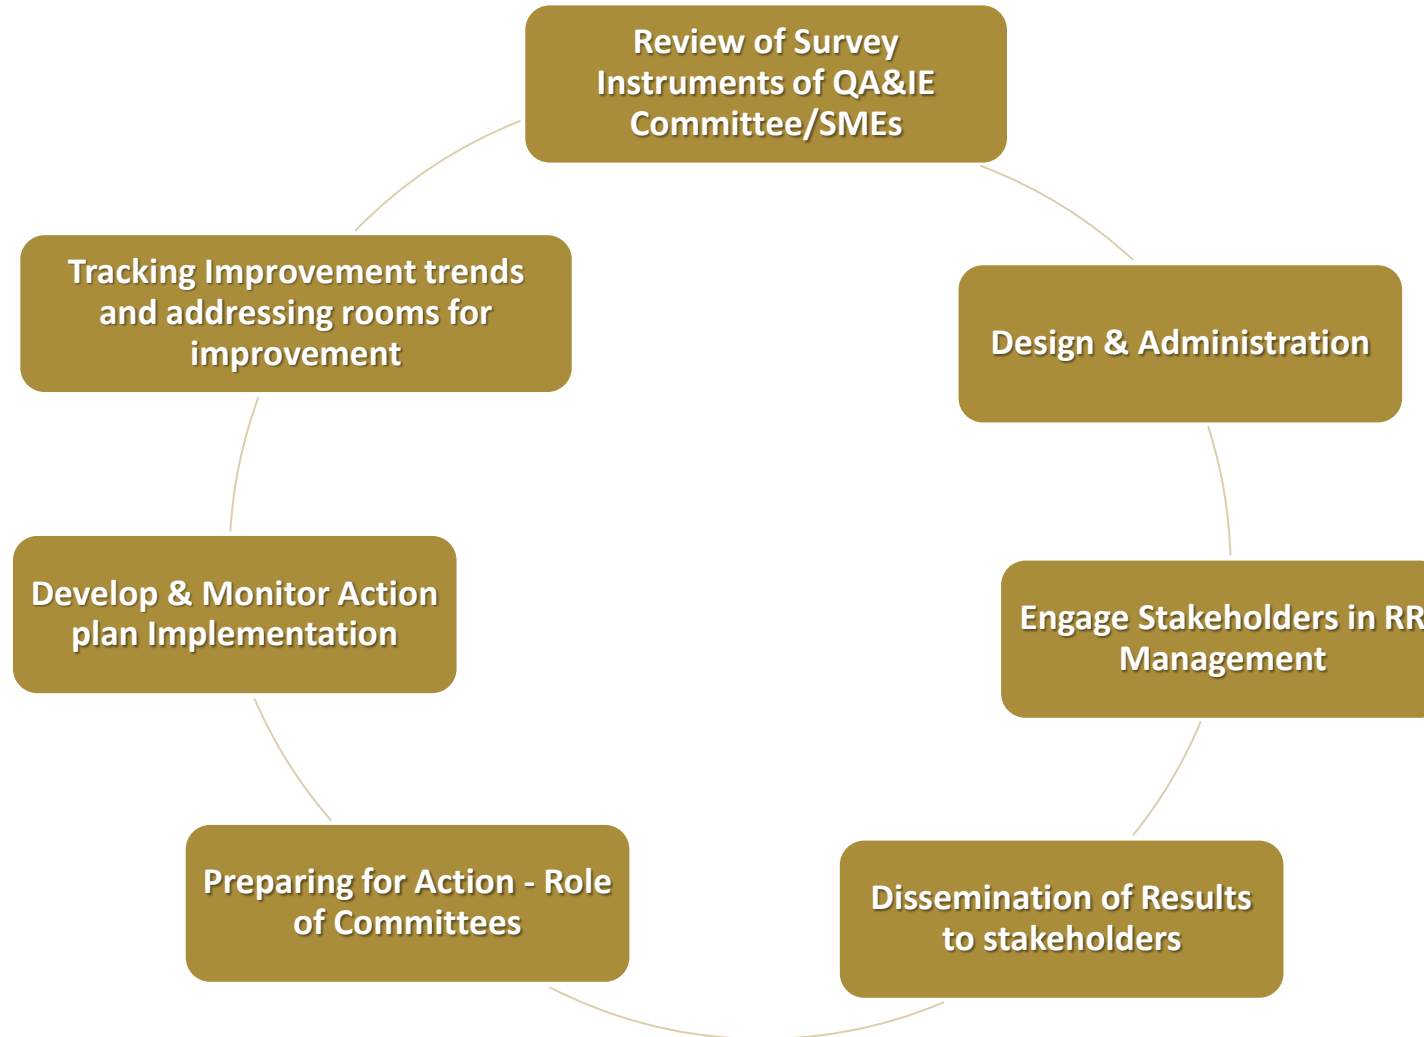 Review of Survey
Instruments of QA&IE
Committee/SMEs
Design & Administration
Engage Stakeholders in RR
Management
Dissemination of Results
to stakeholders
Preparing for Action - Role
of Committees
Develop & Monitor Action
plan Implementation
Tracking Improvement trends
and addressing rooms for
improvement